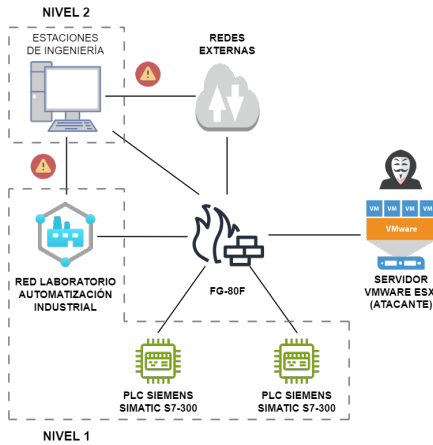 NIVEL 2
ESTACIONES
DE INGENIERÍA
REDES
EXTERNAS
VM VM VM VM
VMware
RED LABORATORIO
AUTOMATIZACIÓN
INDUSTRIAL
FG-80F
SERVIDOR
VMWARE ESX
(ATACANTE)
PLC SIEMENS
SIMATIC S7-300
PLC SIEMENS
SIMATIC S7-300
NIVEL 1